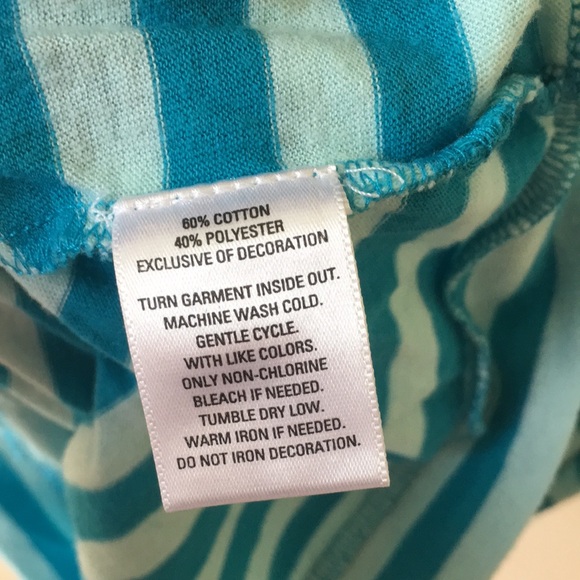 60% COTTON
40% POLYESTER
EXCLUSIVE OF DECORATION
TURN GARMENT INSIDE OUT.
MACHINE WASH COLD.
GENTLE CYCLE.
WITH LIKE COLORS.
ONLY NON-CHLORINE
BLEACH IF NEEDED.
TUMBLE DRY LOW.
WARM IRON IF NEEDED.
DO NOT IRON DECORATION.